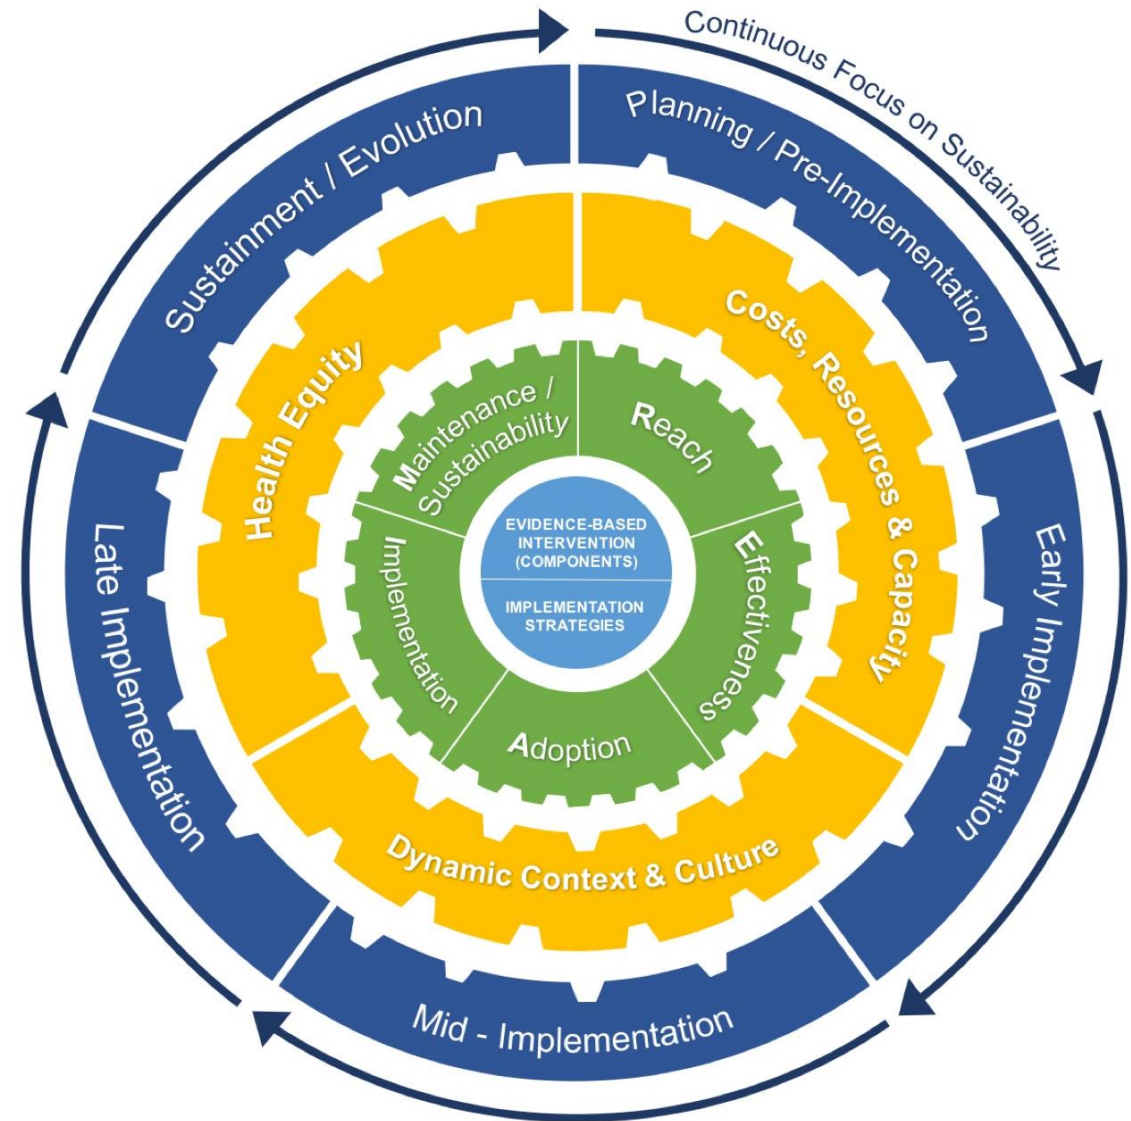 Continuous Focus on Sustainability
Planning / Pre-Implementation
Early Implementation
Mid - Implementation
Late Implementation
Sustainment / Evolution
Costs, Resources & Capacity
Dynamic Context & Culture
Health Equity
Reach
Effectiveness
Adoption
Implementation
Maintenance /
Sustainability
EVIDENCE-BASED
INTERVENTION
(COMPONENTS)
IMPLEMENTATION
STRATEGIES